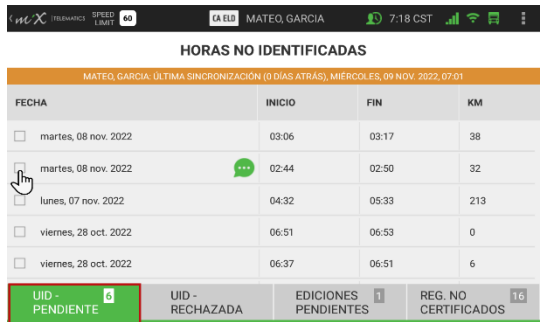 mX TELEMATICS SPEED LIMIT 60 CA ELD MATEO, GARCIA 7:18 CST
HORAS NO IDENTIFICADAS
MATEO, GARCIA: ÚLTIMA SINCRONIZACIÓN (0 DÍAS ATRÁS), MIÉRCOLES, 09 NOV. 2022, 07:01
FECHA INICIO FIN KM
martes, 08 nov. 2022 03:06 03:17 38
martes, 08 nov. 2022 02:44 02:50 32
lunes, 07 nov. 2022 04:32 05:33 213
viernes, 28 oct. 2022 06:51 06:53 0
viernes, 28 oct. 2022 06:37 06:51 6
UID - PENDIENTE 6
UID - RECHAZADA
EDICIONES PENDIENTES 1
REG. NO CERTIFICADOS 16